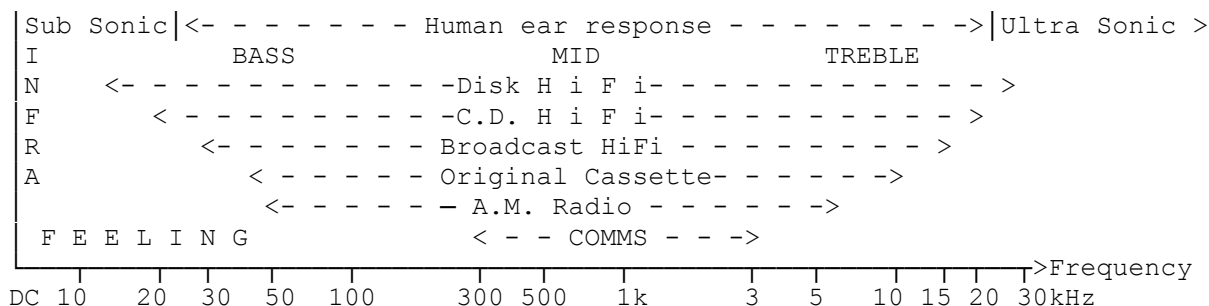 Sub Sonic|<- - - - - - - Human ear response - - - - - - - ->|Ultra Sonic >
I BASS MID TREBLE
N <- - - - - - - - - - -Disk H i F i- - - - - - - - - - - >
F < - - - - - - - - -C.D. H i F i- - - - - - - - - - >
R <- - - - - - - Broadcast HiFi - - - - - - - - >
A < - - - - - Original Cassette- - - - - ->
<- - - - - – A.M. Radio - - - - - ->
F E E L I N G < - - COMMS - - ->
>Frequency
DC 10 20 30 50 100 300 500 1k 3 5 10 15 20 30kHz